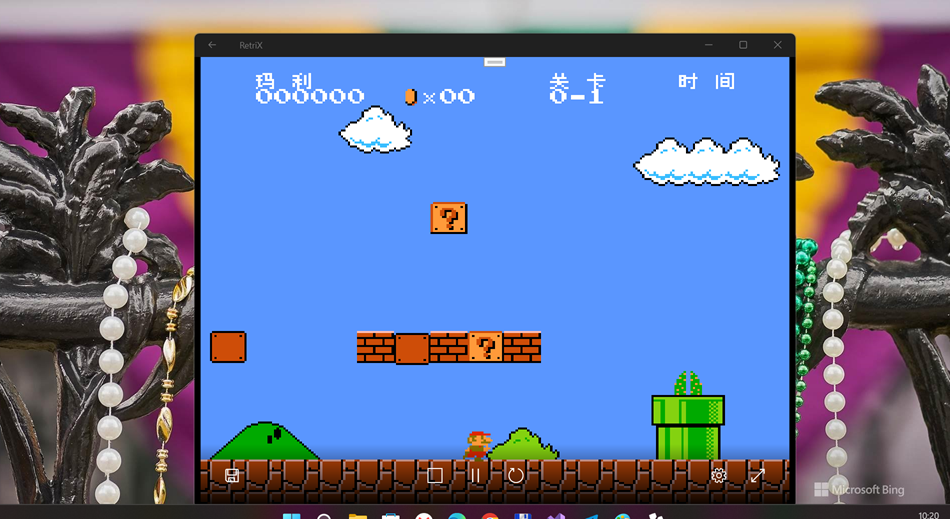 RetriX
玛 利
关 卡
时 间
000000
×00
0-1
?
?
Microsoft Bing
10:20